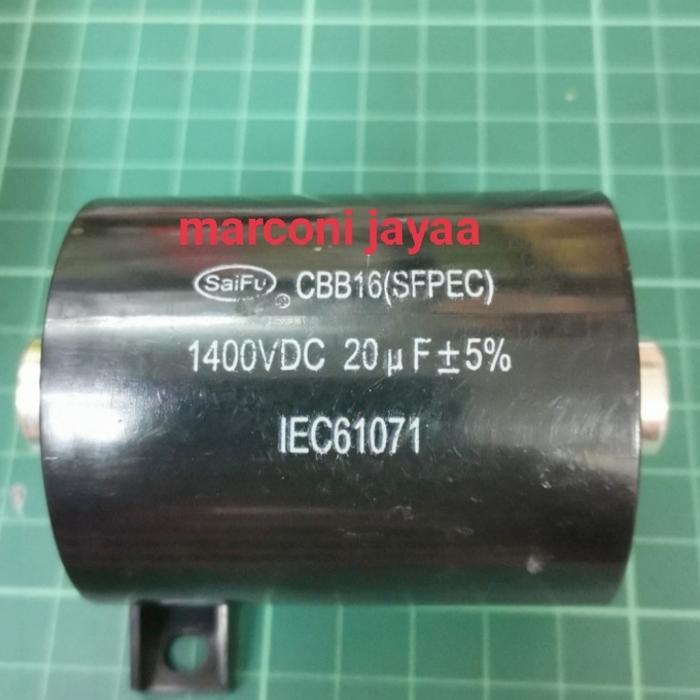 marconi jayaa
SaiFu ® CBB16(SFPEC)
1400VDC 20μF±5%
IEC61071